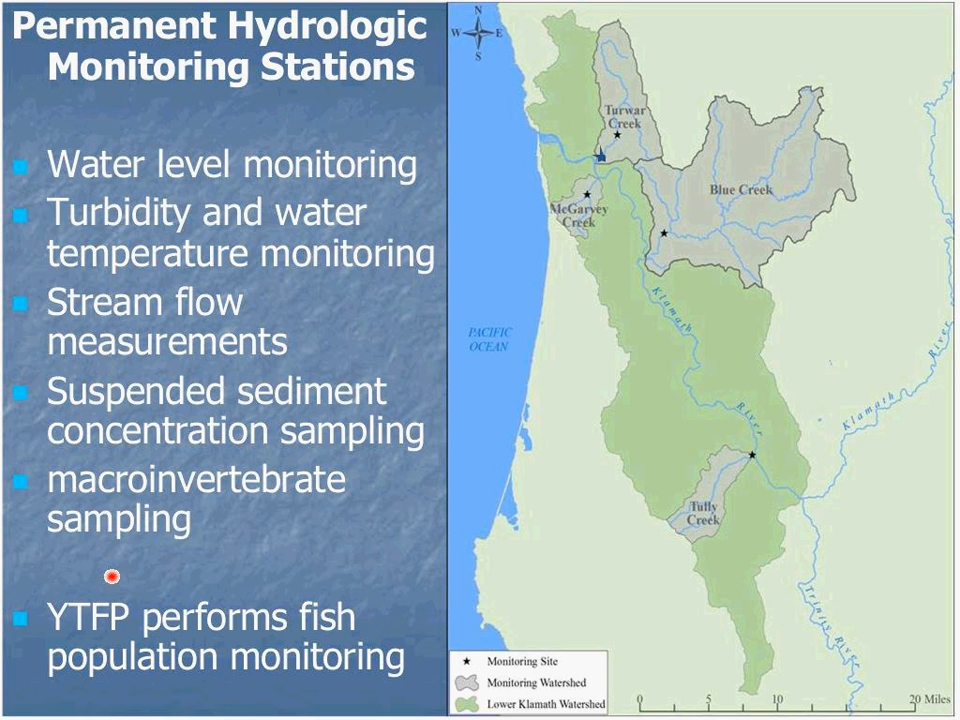 Permanent Hydrologic
Monitoring Stations
Water level monitoring
Turbidity and water
temperature monitoring
Stream flow
measurements
Suspended sediment
concentration sampling
macroinvertebrate
sampling
YTFP performs fish
population monitoring
N
W
E
S
Turwar
Creek
Blue Creek
McGarvey
Creek
Klamath
River
PACIFIC
OCEAN
Klamath River
Tully
Creek
Trinity River
Monitoring Site
Monitoring Watershed
Lower Klamath Watershed
0 5 10 20 Miles